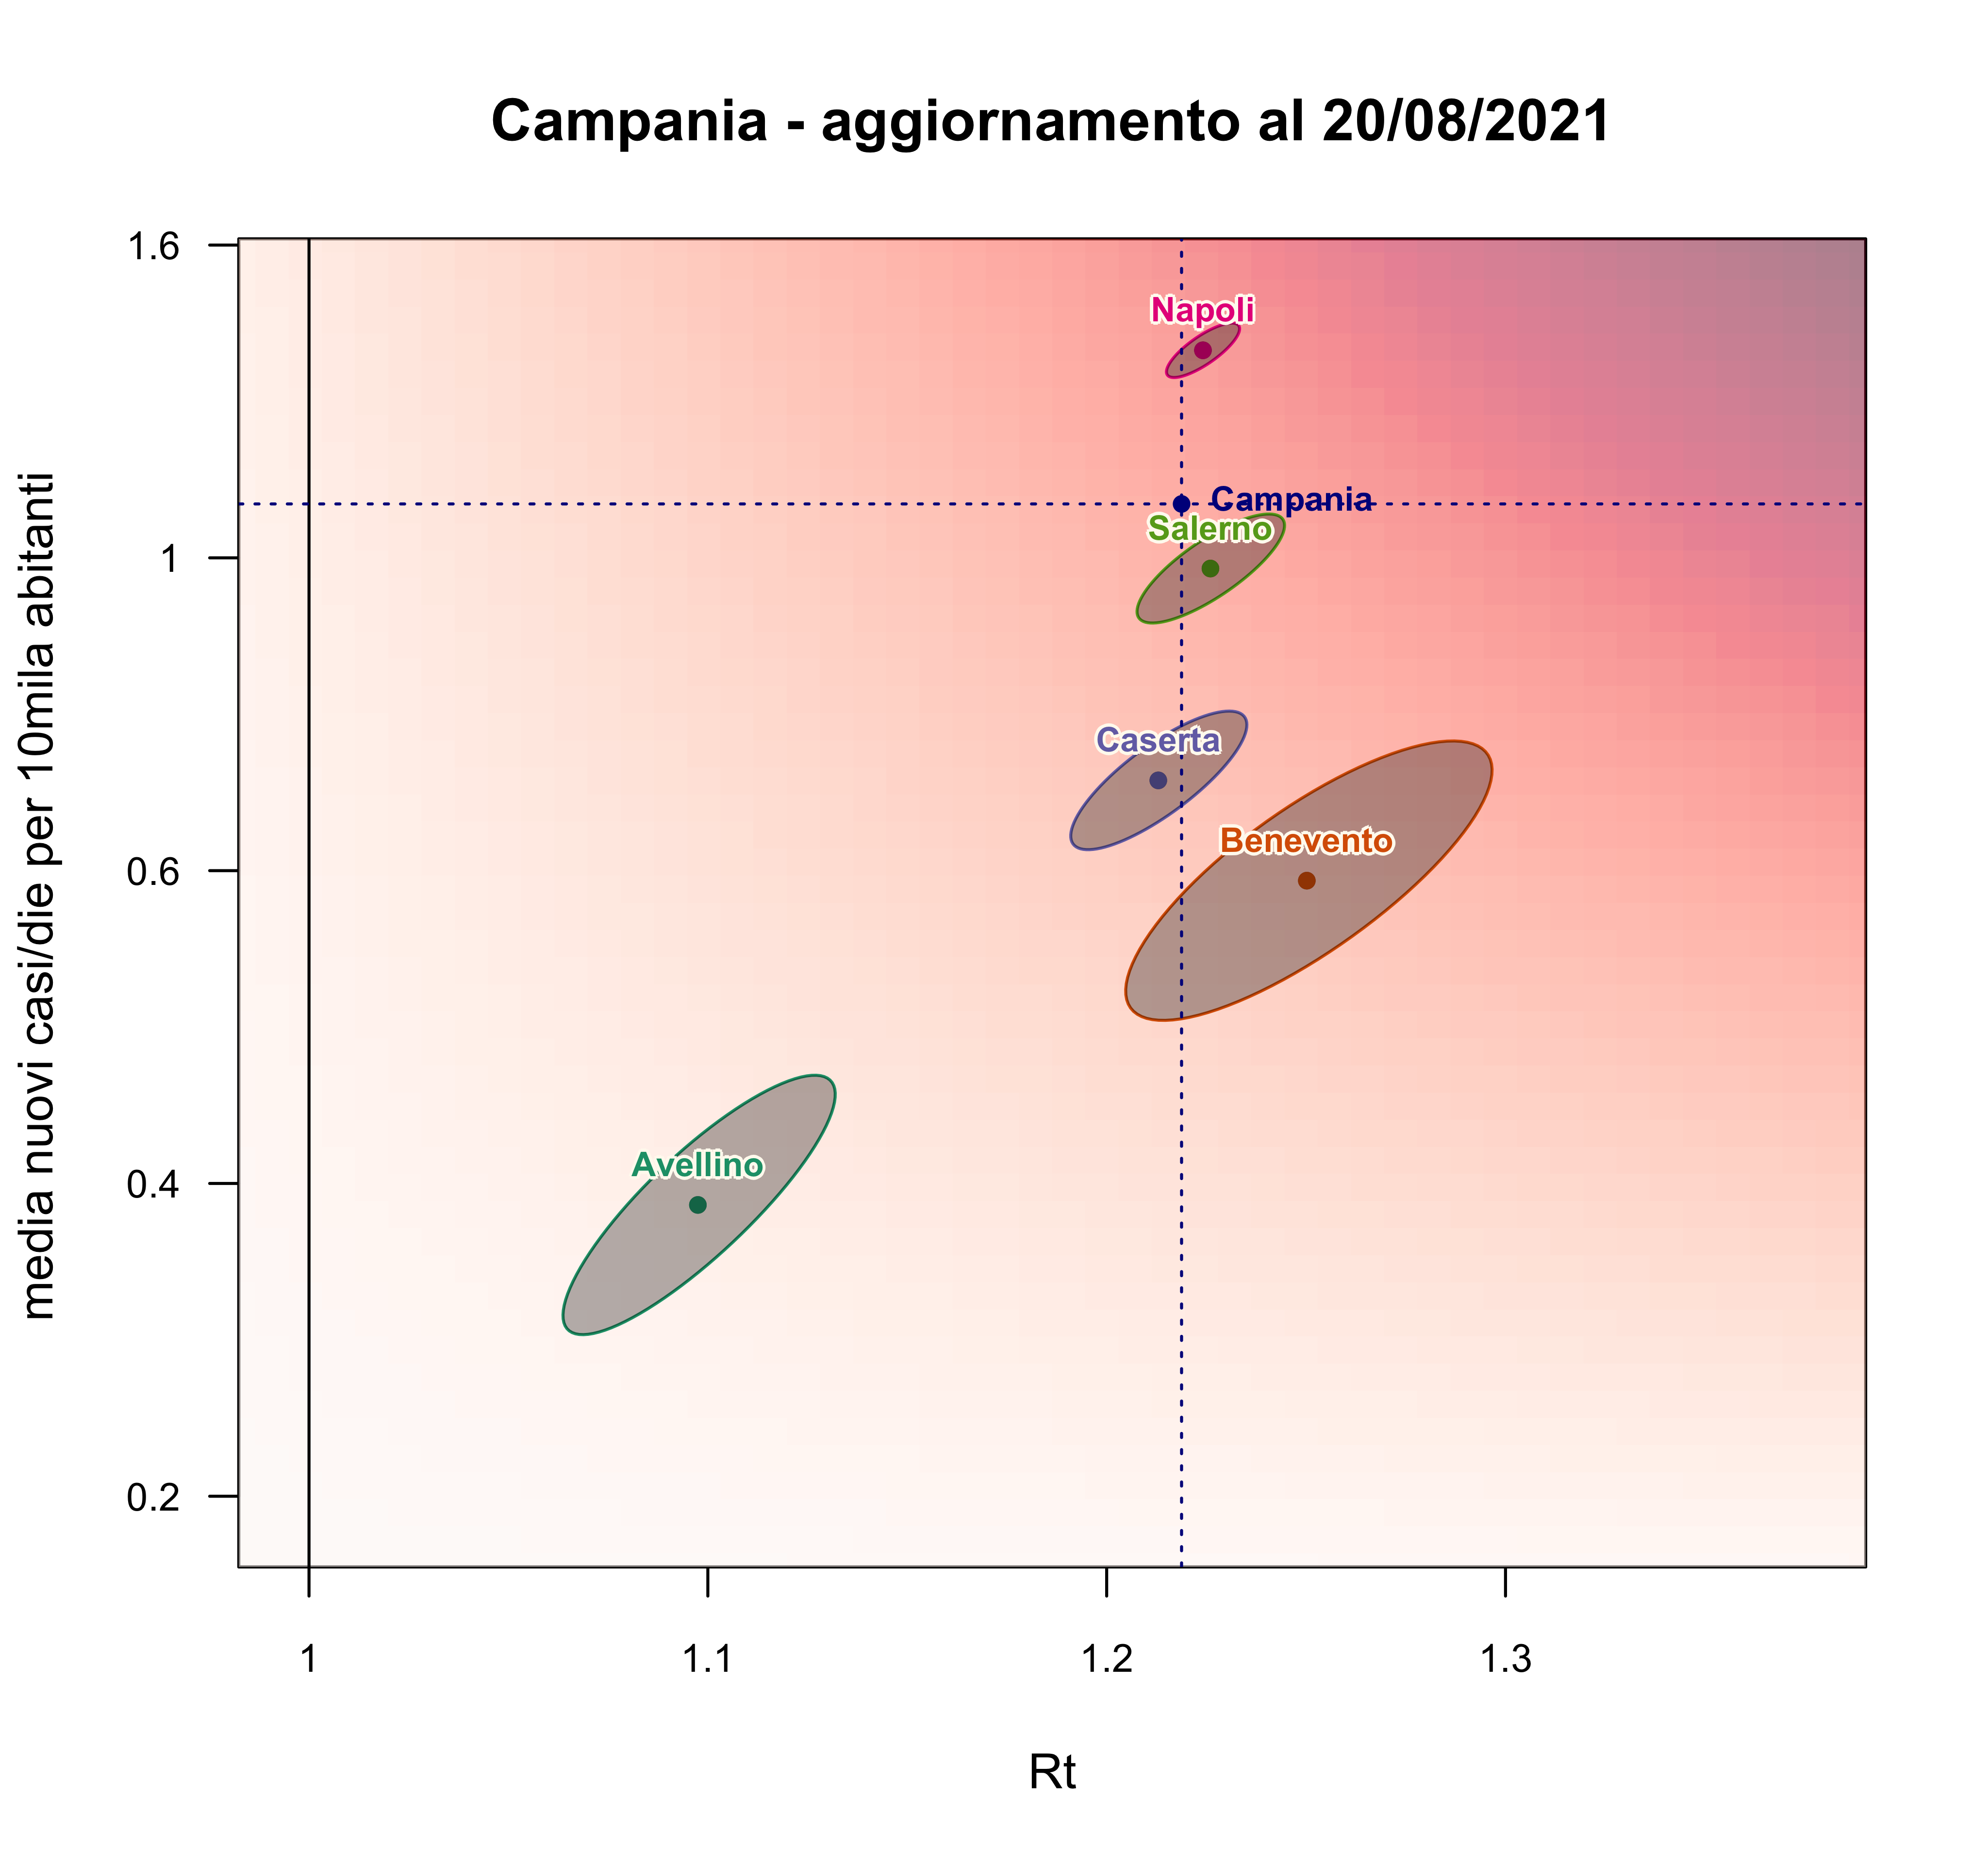 Campania - aggiornamento al 20/08/2021
media nuovi casi/die per 10mila abitanti
1.6
1
0.6
0.4
0.2
Napoli
Campania
Salerno
Caserta
Benevento
Avellino
1
1.1
1.2
1.3
Rt